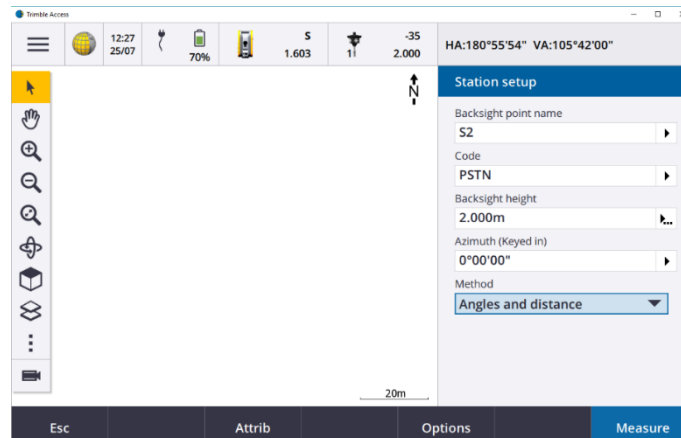 Trimble Access
12:27
25/07
70%
S
1.603
1
-35
2.000
HA:180°55'54" VA:105°42'00"
Station setup
Backsight point name
S2
Code
PSTN
Backsight height
2.000m
Azimuth (Keyed in)
0°00'00"
Method
Angles and distance
N
20m
Esc
Attrib
Options
Measure